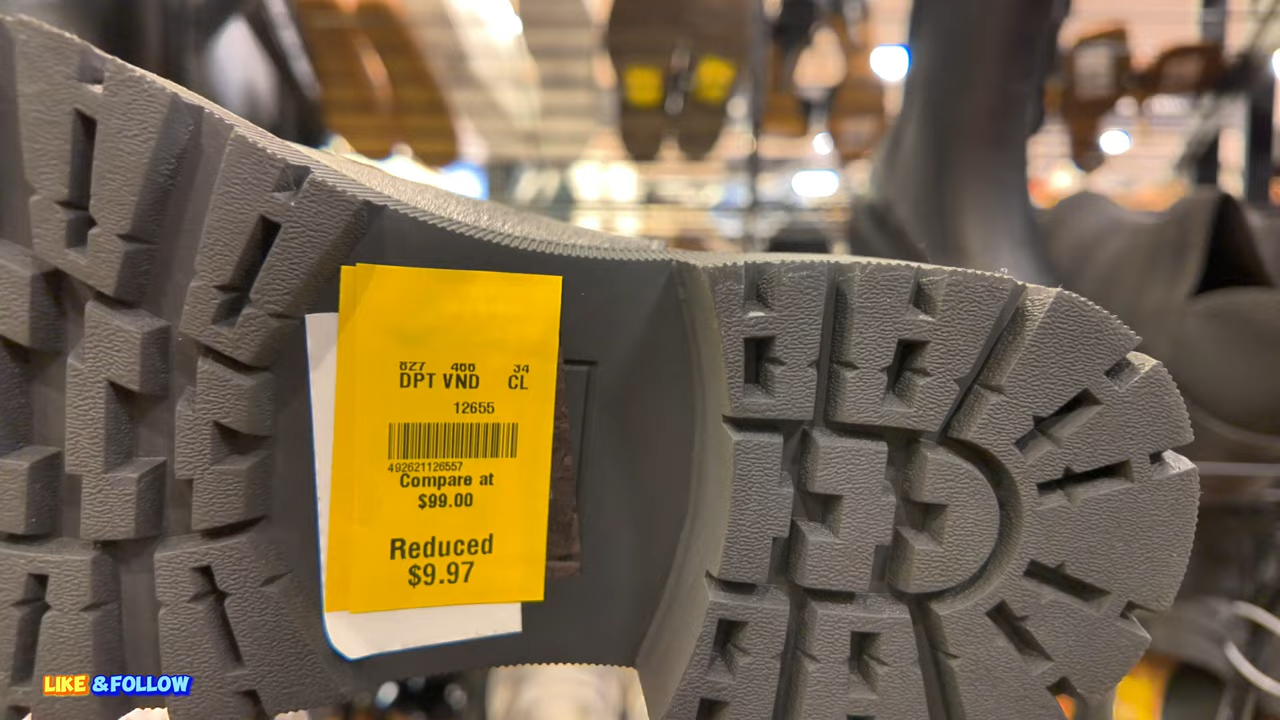 827 466 34
DPT VND CL
12655
492621126557
Compare at
$99.00
Reduced
$9.97
LIKE &FOLLOW